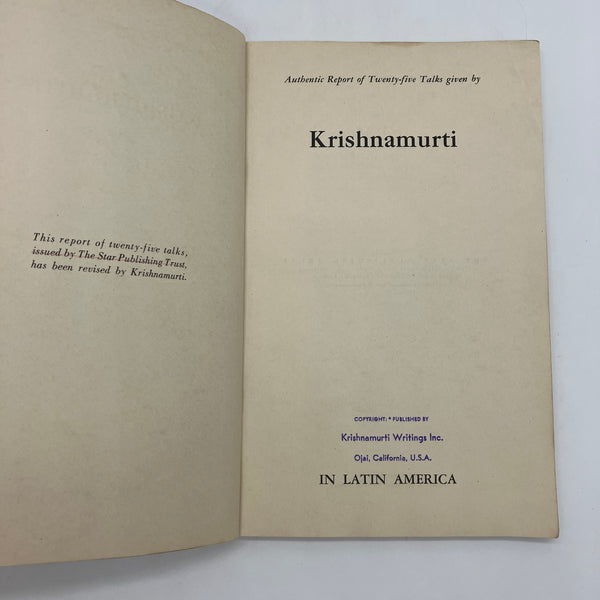 This report of twenty-five talks,
issued by The Star Publishing Trust,
has been revised by Krishnamurti.
Authentic Report of Twenty-five Talks given by
Krishnamurti
COPYRIGHT: * PUBLISHED BY
Krishnamurti Writings Inc.
Ojai, California, U.S.A.
IN LATIN AMERICA